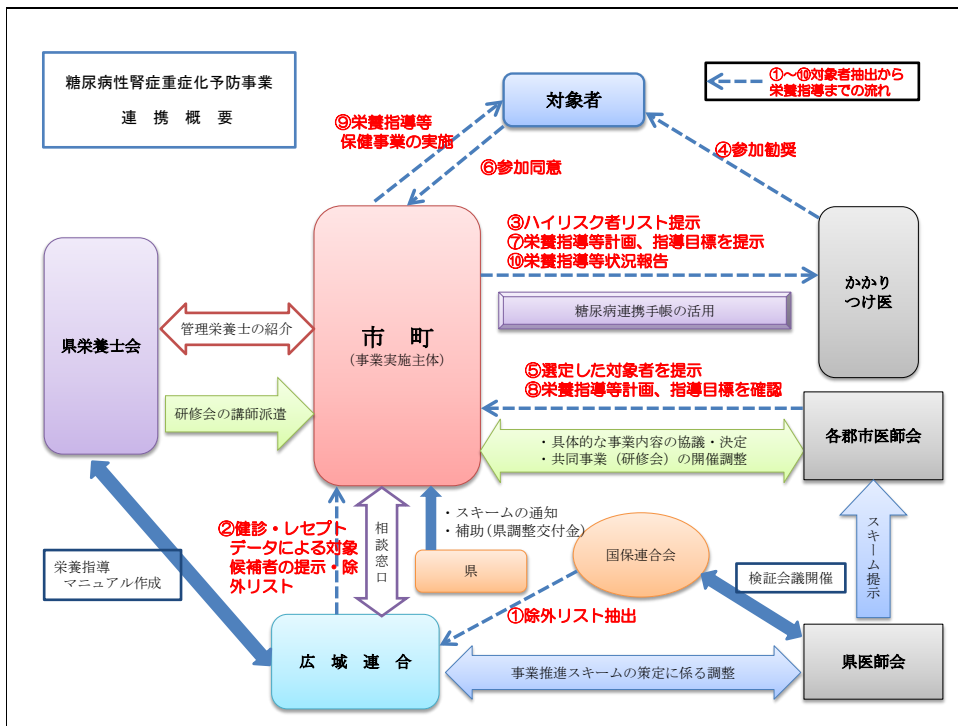 糖尿病性腎症重症化予防事業
連　携　概　要
対象者
①～⑩対象者抽出から
栄養指導までの流れ
⑨栄養指導等
保健事業の実施
④参加勧奨
⑥参加同意
③ハイリスク者リスト提示
⑦栄養指導等計画、指導目標を提示
⑩栄養指導等状況報告
かかり
つけ医
糖尿病連携手帳の活用
県栄養士会
管理栄養士の紹介
市　町
（事業実施主体）
⑤選定した対象者を提示
⑧栄養指導等計画、指導目標を確認
研修会の講師派遣
各郡市医師会
・具体的な事業内容の協議・決定
・共同事業（研修会）の開催調整
②健診・レセプト
データによる対象
候補者の提示・除
外リスト
相談窓口
・スキームの通知
・補助(県調整交付金)
県
国保連合会
スキーム提示
栄養指導
マニュアル作成
検証会議開催
①除外リスト抽出
広　域　連　合
事業推進スキームの策定に係る調整
県医師会